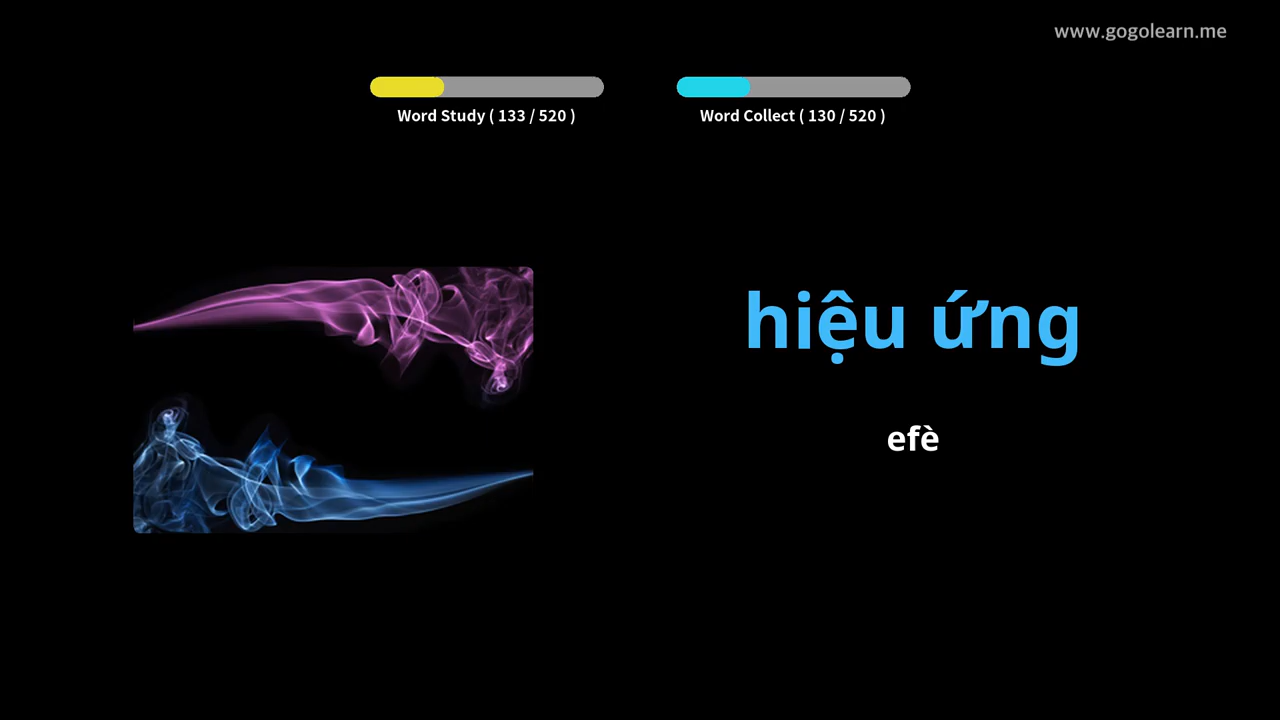 www.gogolearn.me
Word Study ( 133 / 520 )
Word Collect ( 130 / 520 )
hiệu ứng
efè